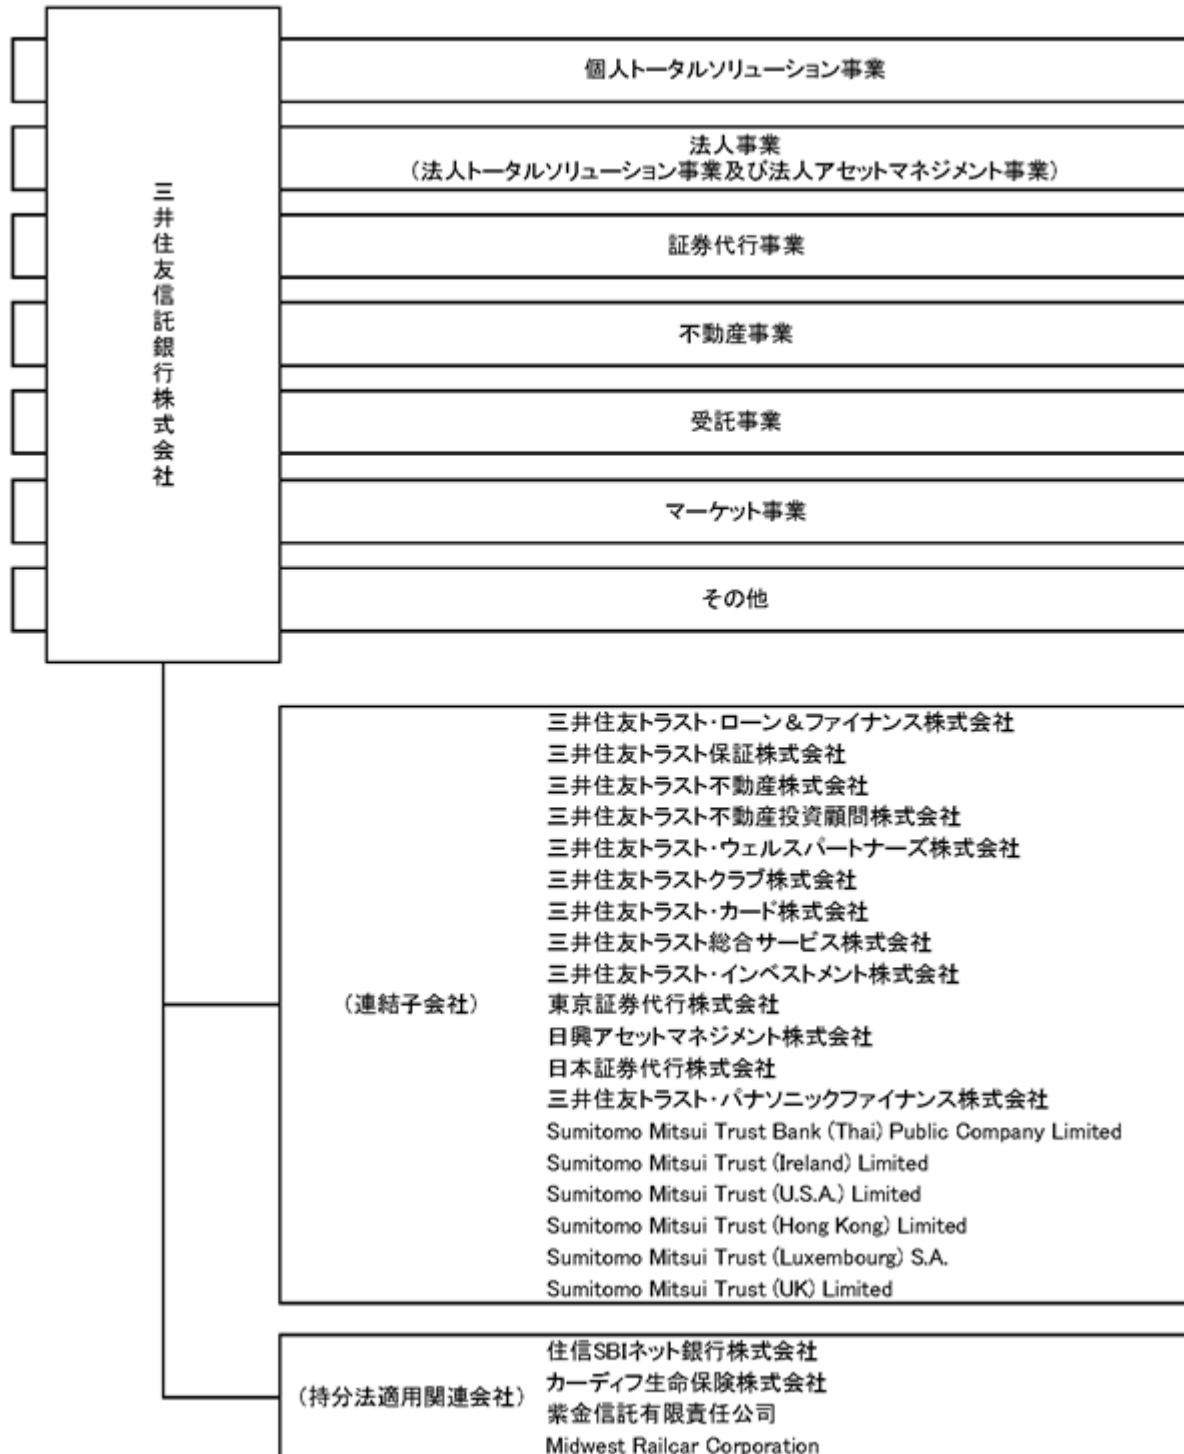 三井住友信託銀行株式会社
個人トータルソリューション事業
法人事業
(法人トータルソリューション事業及び法人アセットマネジメント事業)
証券代行事業
不動産事業
受託事業
マーケット事業
その他
(連結子会社)
三井住友トラスト・ローン&ファイナンス株式会社
三井住友トラスト保証株式会社
三井住友トラスト不動産株式会社
三井住友トラスト不動産投資顧問株式会社
三井住友トラスト・ウェルスパートナーズ株式会社
三井住友トラストクラブ株式会社
三井住友トラスト・カード株式会社
三井住友トラスト総合サービス株式会社
三井住友トラスト・インベストメント株式会社
東京証券代行株式会社
日興アセットマネジメント株式会社
日本証券代行株式会社
三井住友トラスト・パナソニックファイナンス株式会社
Sumitomo Mitsui Trust Bank (Thai) Public Company Limited
Sumitomo Mitsui Trust (Ireland) Limited
Sumitomo Mitsui Trust (U.S.A.) Limited
Sumitomo Mitsui Trust (Hong Kong) Limited
Sumitomo Mitsui Trust (Luxembourg) S.A.
Sumitomo Mitsui Trust (UK) Limited
(持分法適用関連会社)
住信SBIネット銀行株式会社
カーディフ生命保険株式会社
紫金信託有限責任公司
Midwest Railcar Corporation